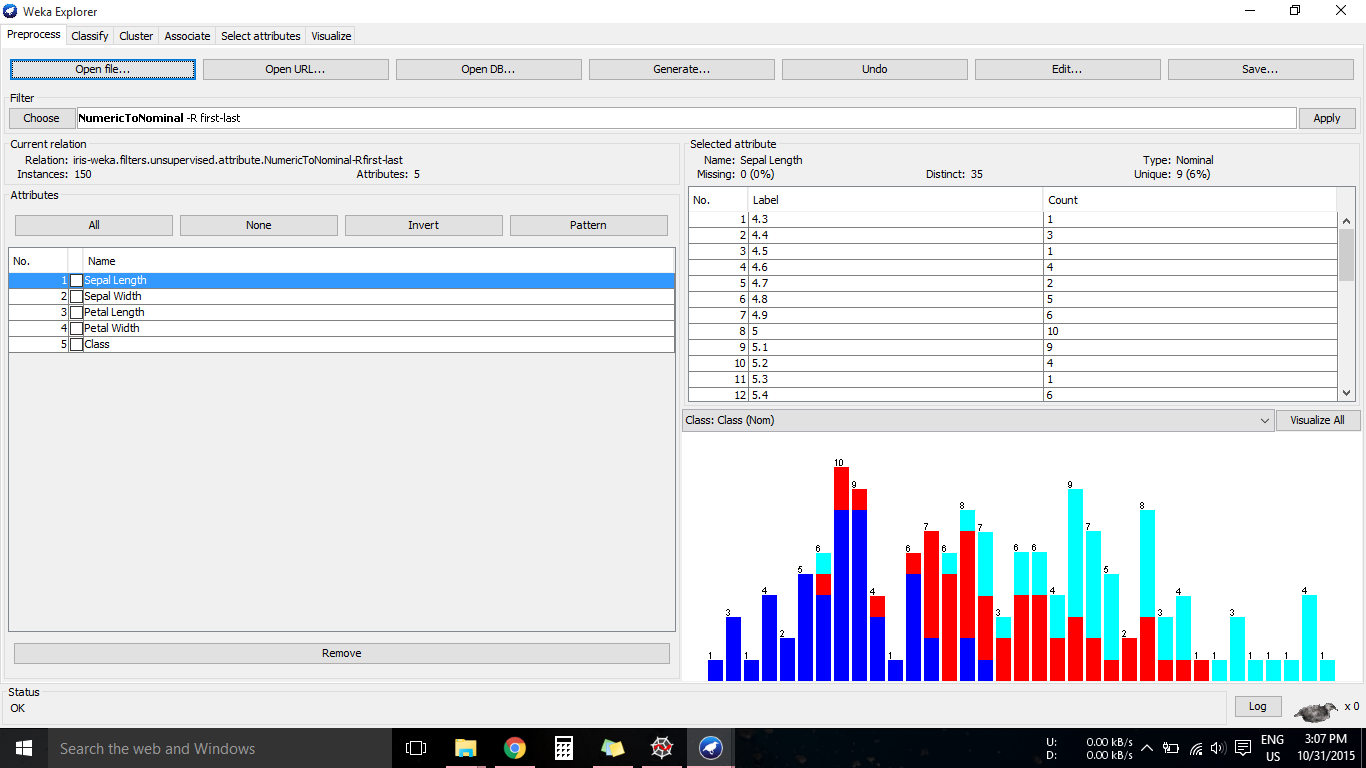 Weka Explorer
Preprocess Classify Cluster Associate Select attributes Visualize
Open file... Open URL... Open DB... Generate... Undo Edit... Save...
Filter
Choose NumericToNominal -R first-last Apply
Current relation
Relation: iris-weka.filters.unsupervised.attribute.NumericToNominal-Rfirst-last
Instances: 150 Attributes: 5
Attributes
All None Invert Pattern
No. Name
1 Sepal Length
2 Sepal Width
3 Petal Length
4 Petal Width
5 Class
Remove
Selected attribute
Name: Sepal Length Type: Nominal
Missing: 0 (0%) Distinct: 35 Unique: 9 (6%)
No. Label Count
1 4.3 1
2 4.4 3
3 4.5 1
4 4.6 4
5 4.7 2
6 4.8 5
7 4.9 6
8 5 10
9 5.1 9
10 5.2 4
11 5.3 1
12 5.4 6
Class: Class (Nom) Visualize All
1 3 1 4 2 5 6 10 9 4 1 6 7 6 8 7 3 6 6 4 9 7 5 2 8 3 4 1 1 3 1 1 1 4 1
Status
OK
Log x 0
Search the web and Windows
U: 0.00 kB/s
D: 0.00 kB/s
ENG
US
3:07 PM
10/31/2015